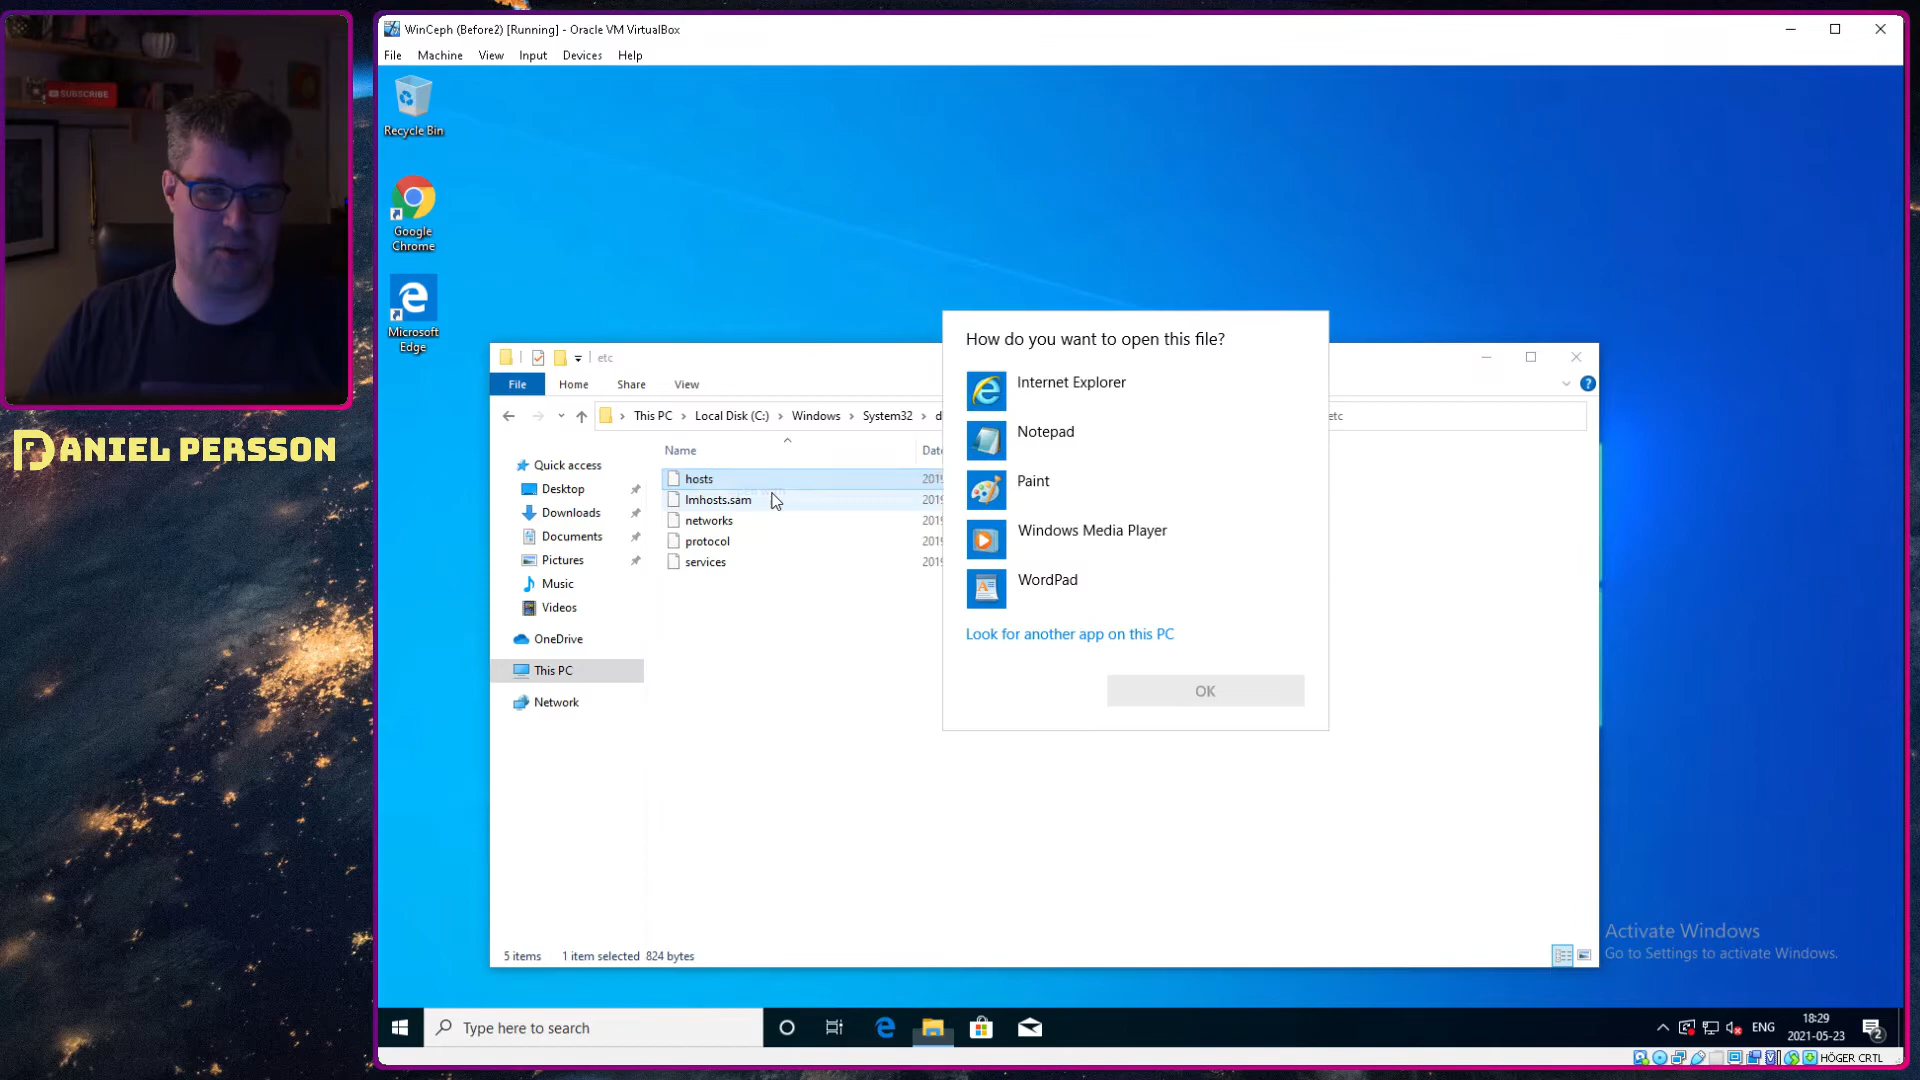 SUBSCRIBE
DANIEL PERSSON
WinCeph (Before2) [Running] - Oracle VM VirtualBox
File Machine View Input Devices Help
Recycle Bin
Google
Chrome
Microsoft
Edge
etc
File Home Share View
This PC Local Disk (C:) Windows System32 d
etc
Quick access
Desktop
Downloads
Documents
Pictures
Music
Videos
OneDrive
This PC
Network
Name
hosts
lmhosts.sam
networks
protocol
services
5 items 1 item selected 824 bytes
How do you want to open this file?
Internet Explorer
Notepad
Paint
Windows Media Player
WordPad
Look for another app on this PC
OK
Activate Windows
Go to Settings to activate Windows.
Type here to search
ENG
18:29
2021-05-23
2
HÖGER CRTL